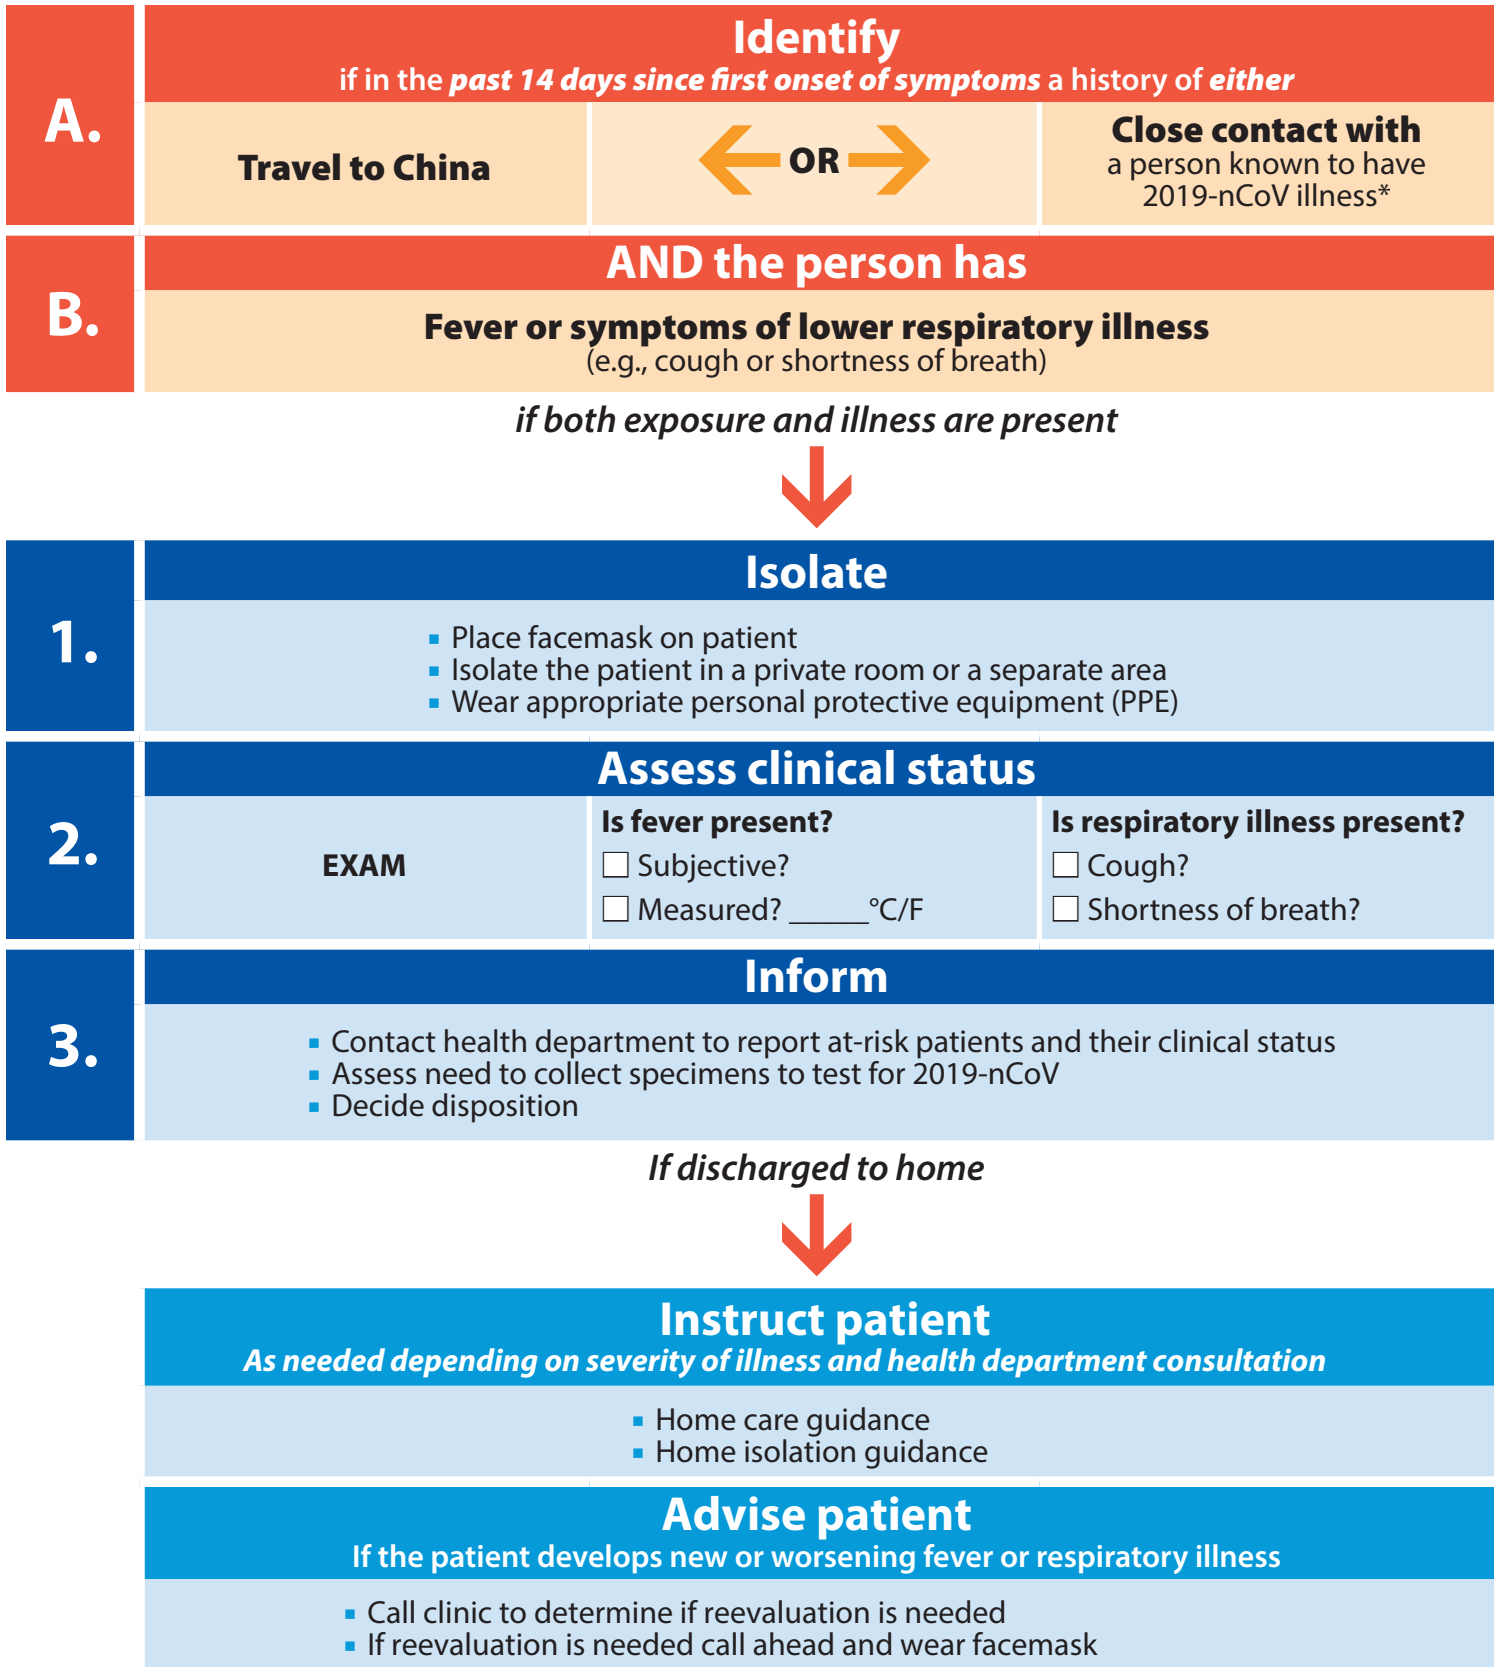 A.
Identify
if in the past 14 days since first onset of symptoms a history of either
Travel to China
OR
Close contact with
a person known to have
2019-nCoV illness*
B.
AND the person has
Fever or symptoms of lower respiratory illness
(e.g., cough or shortness of breath)
if both exposure and illness are present
1.
Isolate
▪ Place facemask on patient
▪ Isolate the patient in a private room or a separate area
▪ Wear appropriate personal protective equipment (PPE)
2.
Assess clinical status
EXAM
Is fever present?
☐ Subjective?
☐ Measured? _____°C/F
Is respiratory illness present?
☐ Cough?
☐ Shortness of breath?
3.
Inform
▪ Contact health department to report at-risk patients and their clinical status
▪ Assess need to collect specimens to test for 2019-nCoV
▪ Decide disposition
If discharged to home
Instruct patient
As needed depending on severity of illness and health department consultation
▪ Home care guidance
▪ Home isolation guidance
Advise patient
If the patient develops new or worsening fever or respiratory illness
▪ Call clinic to determine if reevaluation is needed
▪ If reevaluation is needed call ahead and wear facemask